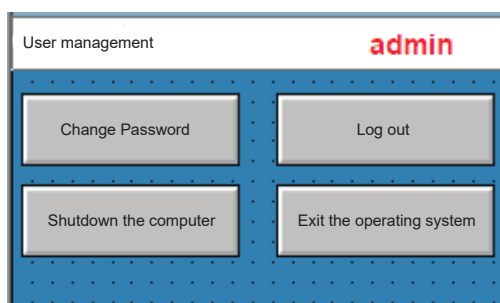 User management admin
Change Password Log out
Shutdown the computer Exit the operating system